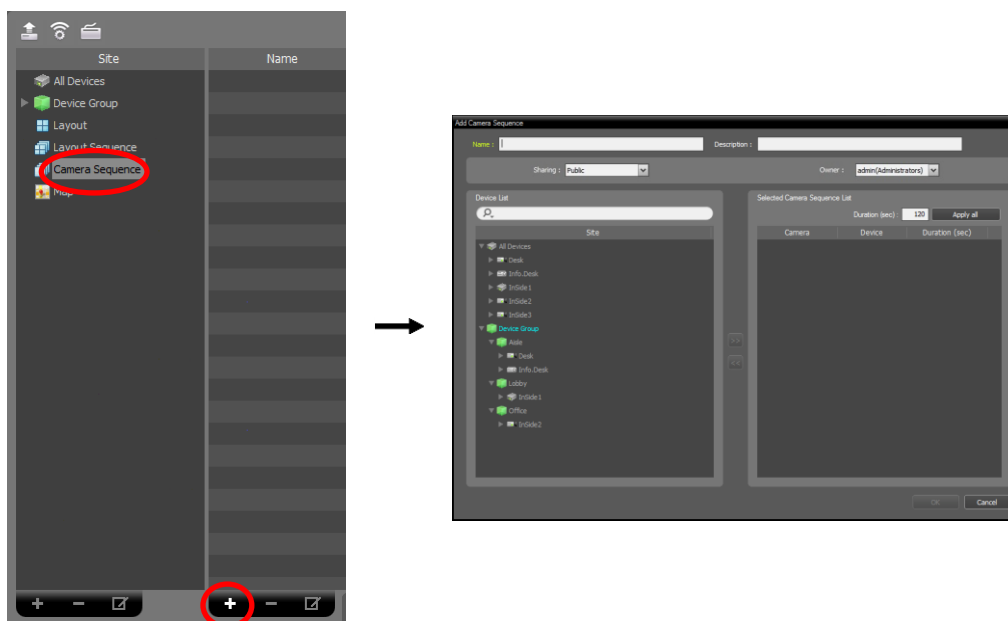 Site Name
All Devices
Device Group
Layout
Layout Sequence
Camera Sequence
Map
Add Camera Sequence
Name : Description :
Sharing : Public Owner : admin(Administrators)
Device List
Site
All Devices
Desk
Info.Desk
InSide1
InSide2
InSide3
Device Group
Aisle
Desk
Info.Desk
Lobby
InSide1
Office
InSide2
Selected Camera Sequence List
Duration (sec) : 120 Apply all
Camera Device Duration (sec)
>>
<<
OK Cancel